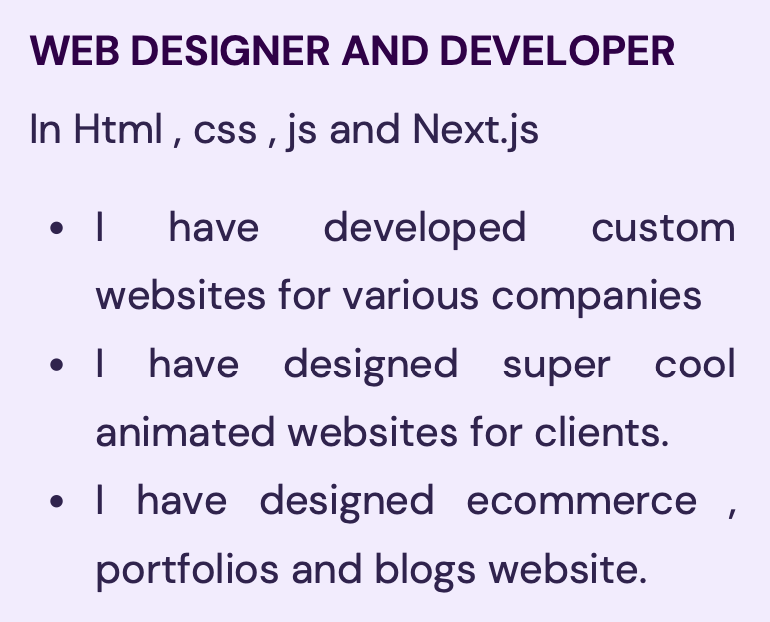 WEB DESIGNER AND DEVELOPER
In Html , css , js and Next.js
• I have developed custom
websites for various companies
• I have designed super cool
animated websites for clients.
• I have designed ecommerce ,
portfolios and blogs website.